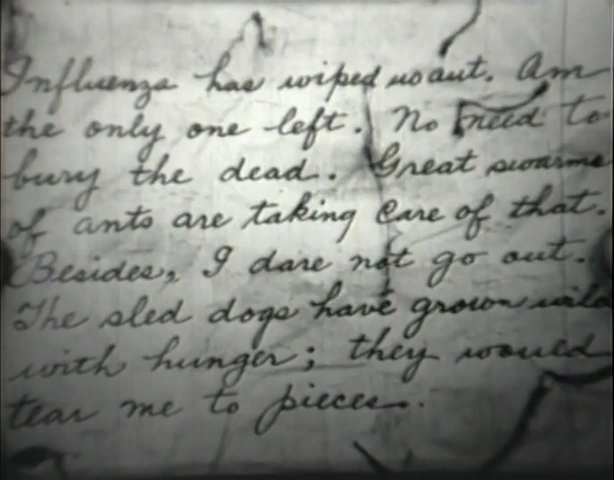 Influenza has wiped us out. Am
the only one left. No need to
bury the dead. Great swarms
of ants are taking care of that.
Besides, I dare not go out.
The sled dogs have grown wild
with hunger; they would
tear me to pieces.